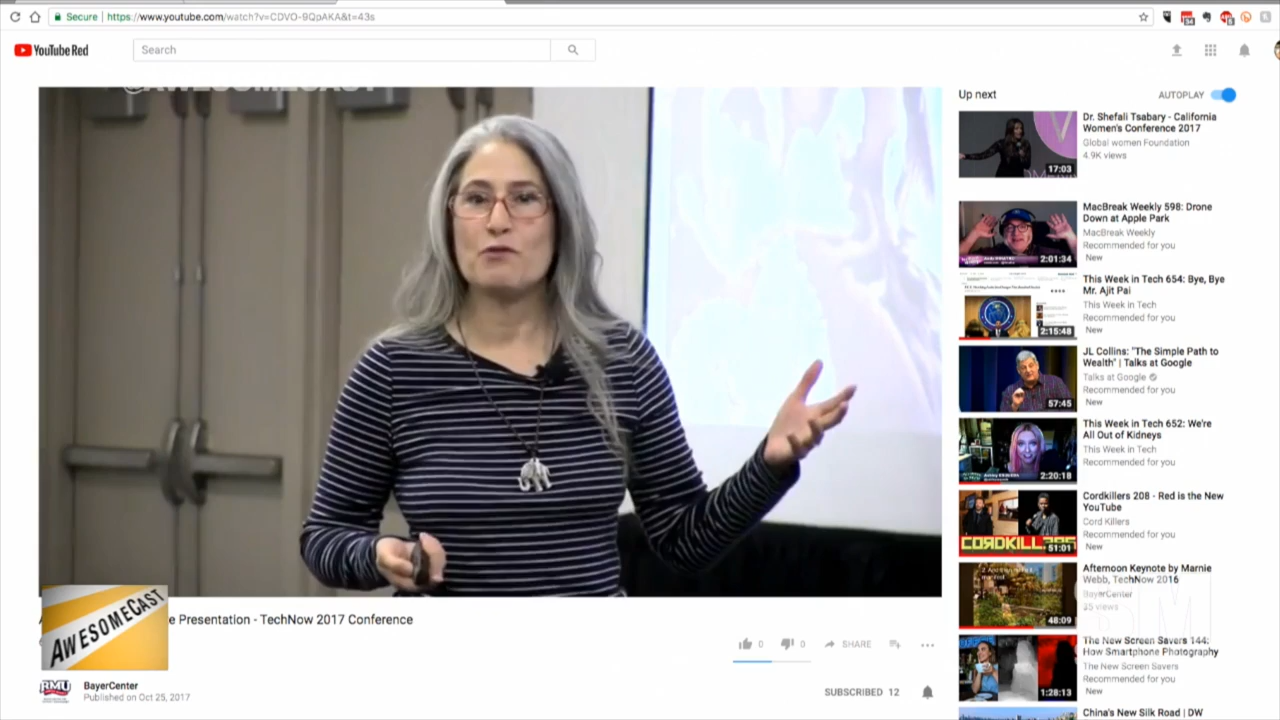 Secure
https://www.youtube.com/watch?v=CDVO-9QpAKA&t=43s
YouTube Red
Search
@AWESOMECAST
AWESOMECAST
e Presentation - TechNow 2017 Conference
0
0
SHARE
RMU
BayerCenter
Published on Oct 25, 2017
SUBSCRIBED 12
Up next
AUTOPLAY
Dr. Shefali Tsabary - California
Women's Conference 2017
Global women Foundation
4.9K views
17:03
MacBreak Weekly 598: Drone
Down at Apple Park
MacBreak Weekly
Recommended for you
New
2:01:34
This Week in Tech 654: Bye, Bye
Mr. Ajit Pai
This Week in Tech
Recommended for you
New
2:15:48
JL Collins: "The Simple Path to
Wealth" | Talks at Google
Talks at Google
Recommended for you
New
57:45
This Week in Tech 652: We're
All Out of Kidneys
This Week in Tech
Recommended for you
2:20:18
Cordkillers 208 - Red is the New
YouTube
Cord Killers
Recommended for you
New
CORDKILLERS
51:01
Afternoon Keynote by Marnie
Webb, TechNow 2016
BayerCenter
35 views
48:09
The New Screen Savers 144:
How Smartphone Photography
The New Screen Savers
Recommended for you
New
1:28:13
China's New Silk Road | DW